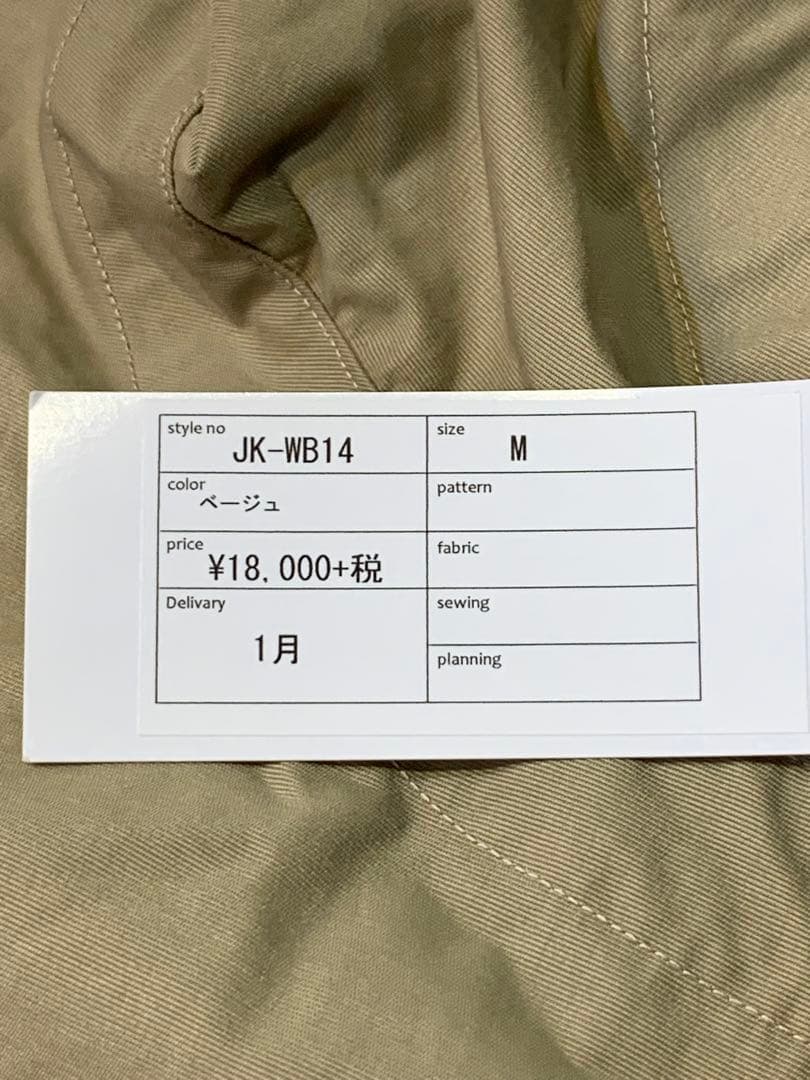 style no JK-WB14
size M
color ベージュ
pattern
price ¥18,000+税
fabric
Delivary 1月
sewing
planning